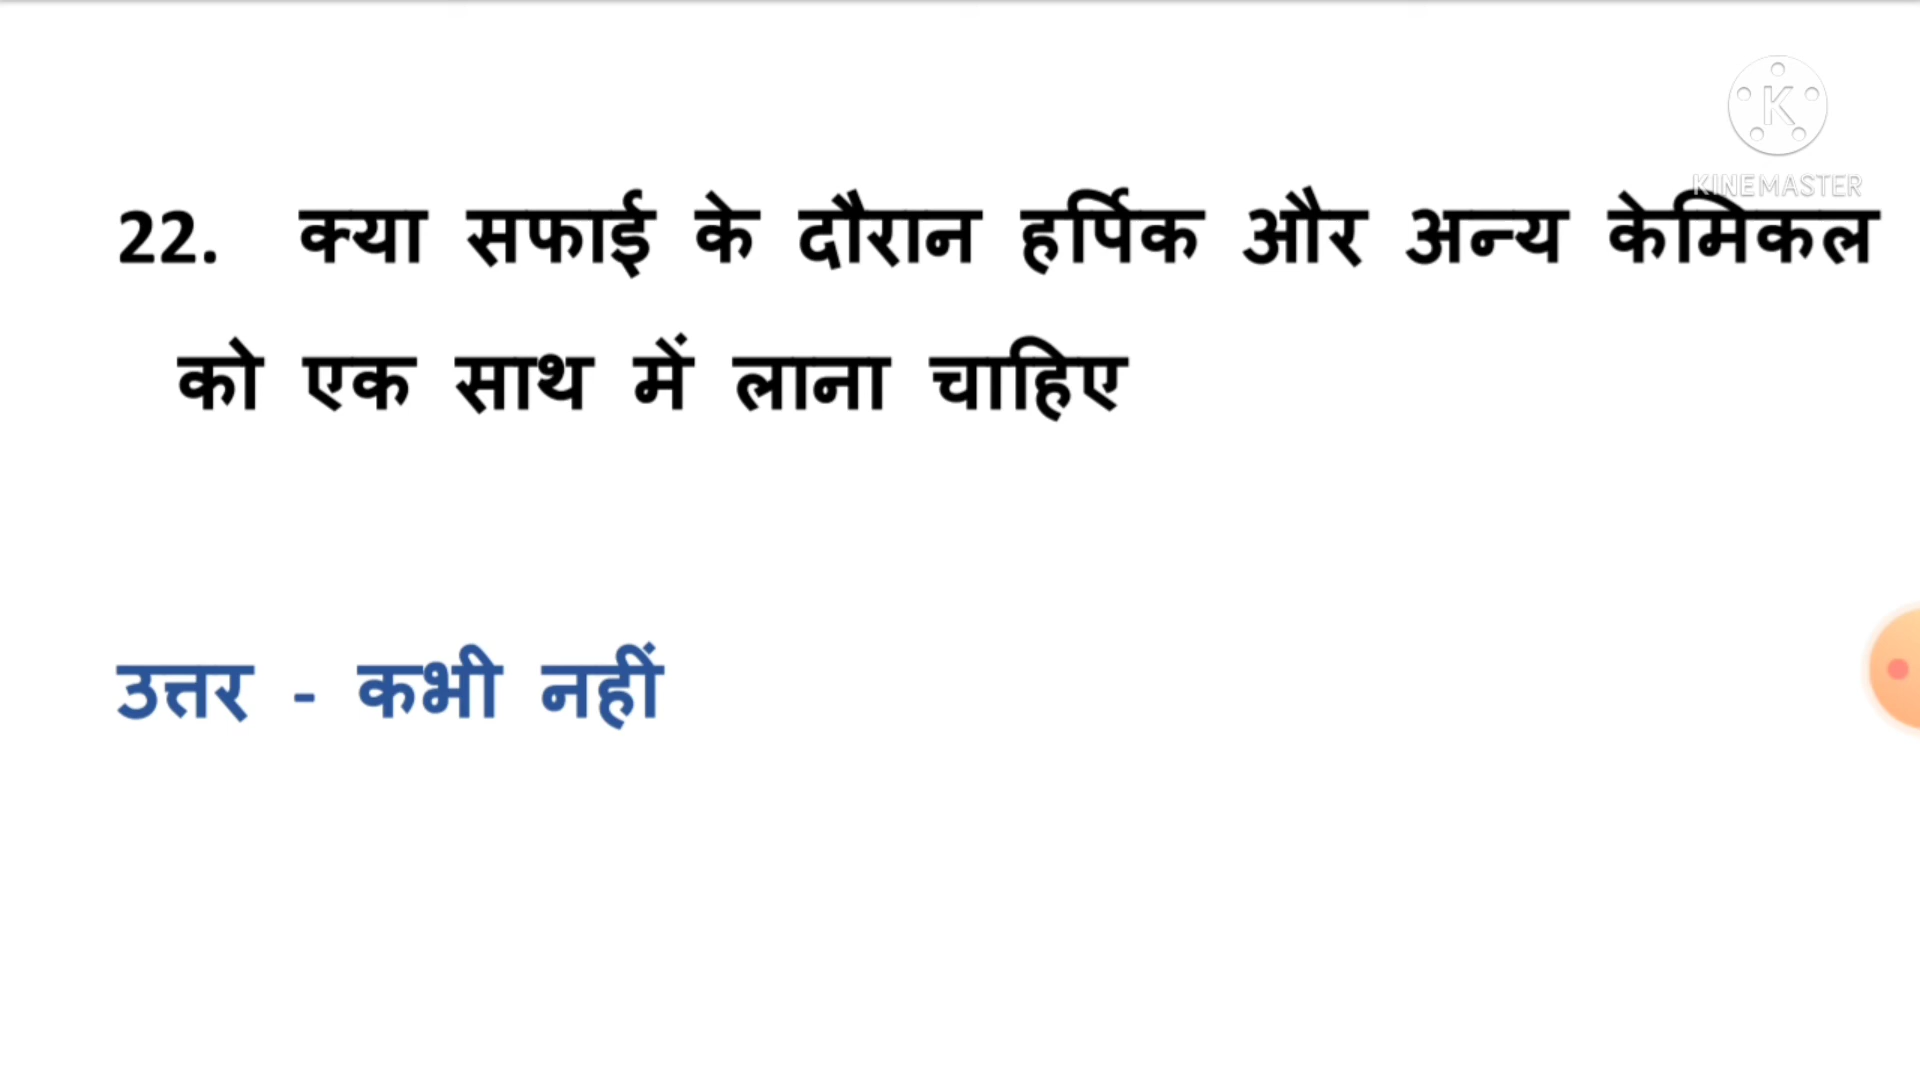 KINEMASTER
22. क्या सफाई के दौरान हर्पिक और अन्य केमिकल
को एक साथ में लाना चाहिए
उत्तर - कभी नहीं